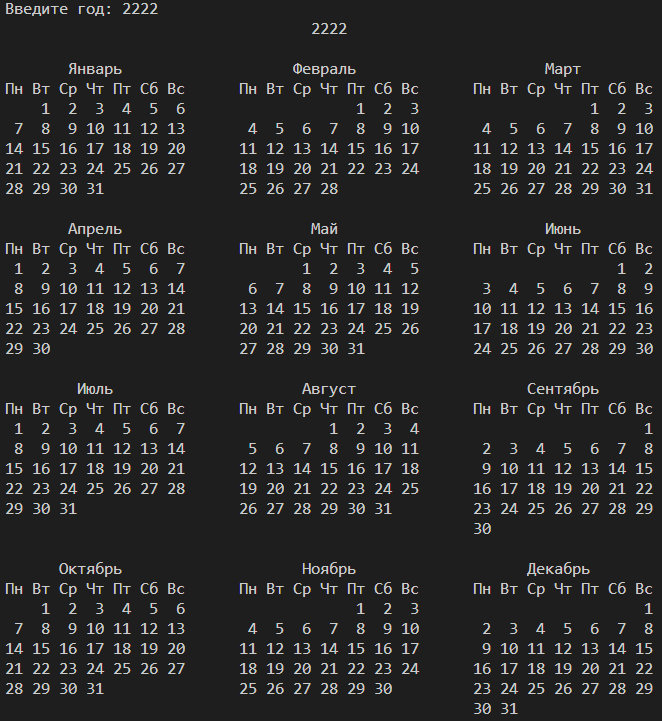 Введите год: 2222
                                  2222

       Январь                   Февраль                     Март
Пн Вт Ср Чт Пт Сб Вс      Пн Вт Ср Чт Пт Сб Вс      Пн Вт Ср Чт Пт Сб Вс
    1  2  3  4  5  6                   1  2  3                   1  2  3
 7  8  9 10 11 12 13       4  5  6  7  8  9 10       4  5  6  7  8  9 10
14 15 16 17 18 19 20      11 12 13 14 15 16 17      11 12 13 14 15 16 17
21 22 23 24 25 26 27      18 19 20 21 22 23 24      18 19 20 21 22 23 24
28 29 30 31               25 26 27 28               25 26 27 28 29 30 31

       Апрель                     Май                       Июнь
Пн Вт Ср Чт Пт Сб Вс      Пн Вт Ср Чт Пт Сб Вс      Пн Вт Ср Чт Пт Сб Вс
 1  2  3  4  5  6  7             1  2  3  4  5                      1  2
 8  9 10 11 12 13 14       6  7  8  9 10 11 12       3  4  5  6  7  8  9
15 16 17 18 19 20 21      13 14 15 16 17 18 19      10 11 12 13 14 15 16
22 23 24 25 26 27 28      20 21 22 23 24 25 26      17 18 19 20 21 22 23
29 30                     27 28 29 30 31            24 25 26 27 28 29 30

        Июль                     Август                   Сентябрь
Пн Вт Ср Чт Пт Сб Вс      Пн Вт Ср Чт Пт Сб Вс      Пн Вт Ср Чт Пт Сб Вс
 1  2  3  4  5  6  7                1  2  3  4                         1
 8  9 10 11 12 13 14       5  6  7  8  9 10 11       2  3  4  5  6  7  8
15 16 17 18 19 20 21      12 13 14 15 16 17 18       9 10 11 12 13 14 15
22 23 24 25 26 27 28      19 20 21 22 23 24 25      16 17 18 19 20 21 22
29 30 31                  26 27 28 29 30 31         23 24 25 26 27 28 29
                                                    30

      Октябрь                    Ноябрь                   Декабрь
Пн Вт Ср Чт Пт Сб Вс      Пн Вт Ср Чт Пт Сб Вс      Пн Вт Ср Чт Пт Сб Вс
    1  2  3  4  5  6                   1  2  3                         1
 7  8  9 10 11 12 13       4  5  6  7  8  9 10       2  3  4  5  6  7  8
14 15 16 17 18 19 20      11 12 13 14 15 16 17       9 10 11 12 13 14 15
21 22 23 24 25 26 27      18 19 20 21 22 23 24      16 17 18 19 20 21 22
28 29 30 31               25 26 27 28 29 30         23 24 25 26 27 28 29
                                                    30 31